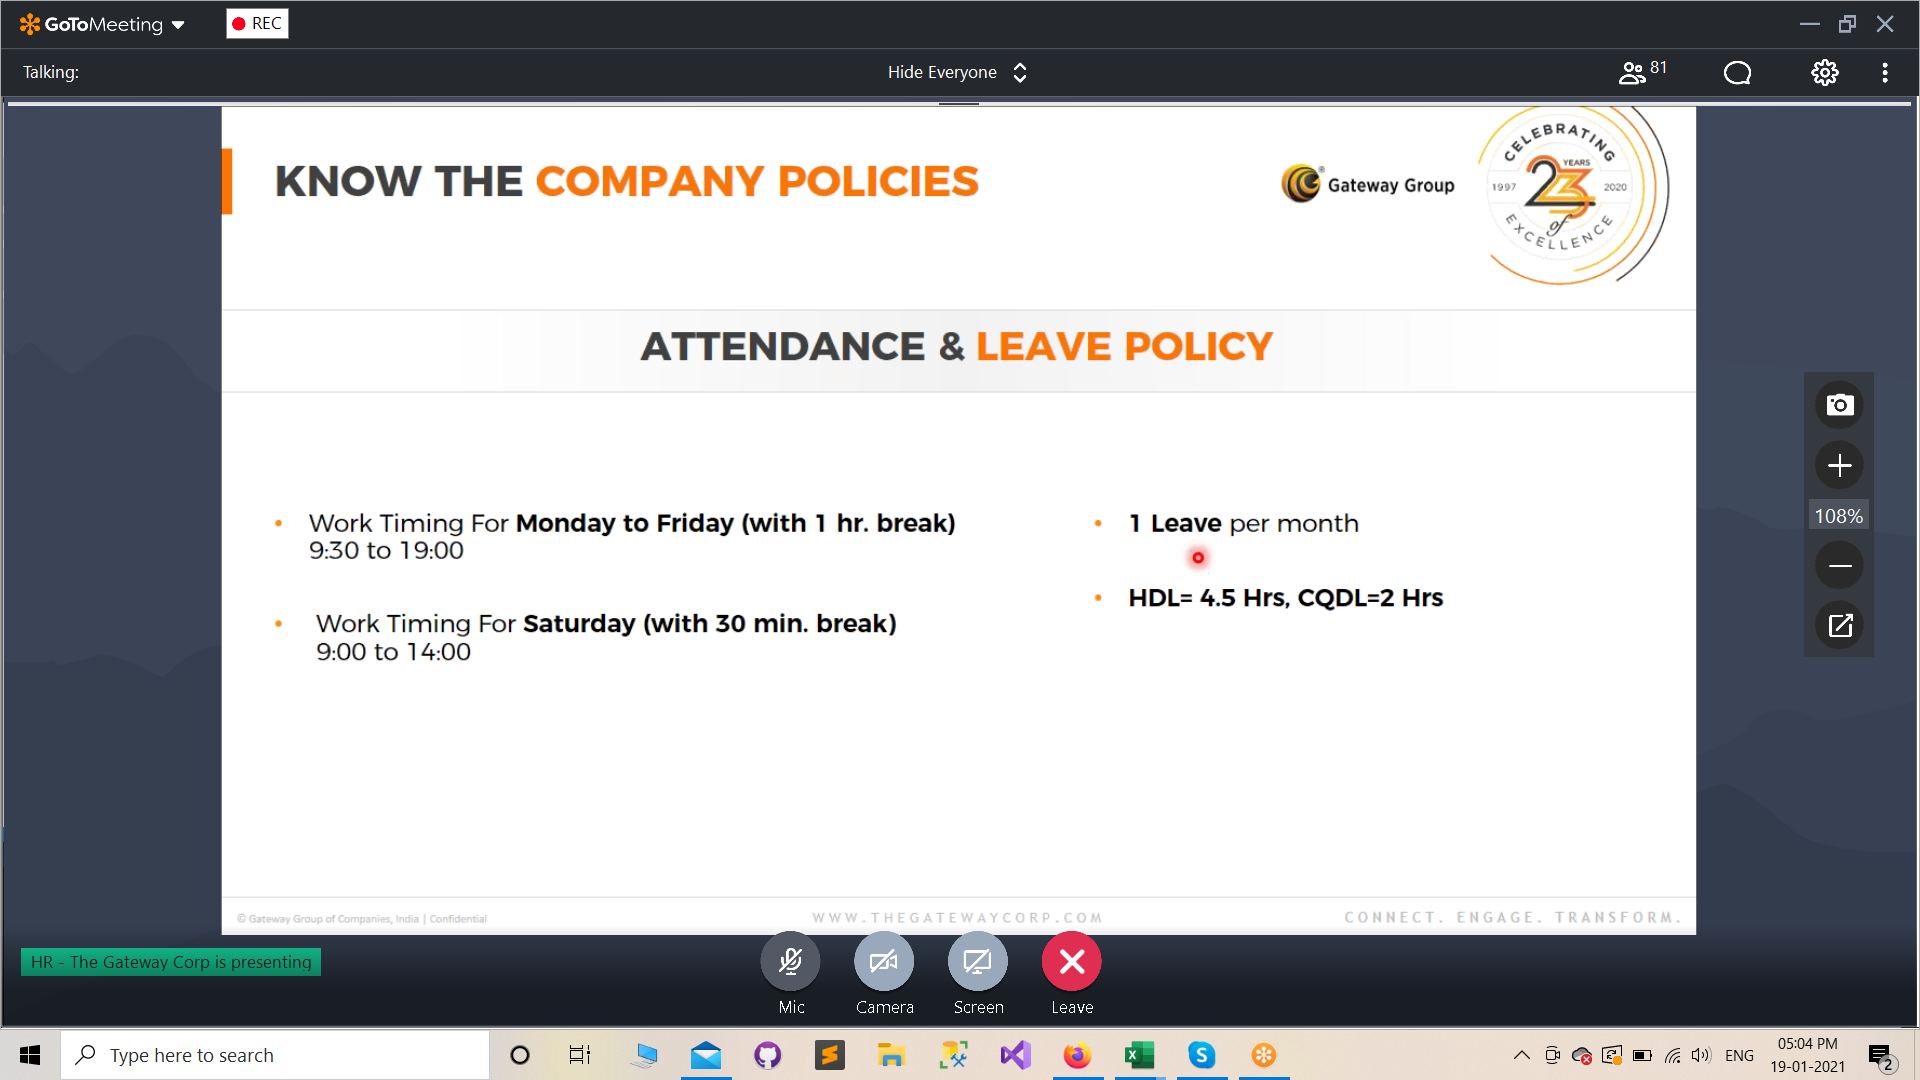 GoToMeeting
REC
Talking:
Hide Everyone
81
KNOW THE COMPANY POLICIES
Gateway Group
CELEBRATING
YEARS
1997 23 2020
of
EXCELLENCE
ATTENDANCE & LEAVE POLICY
• Work Timing For Monday to Friday (with 1 hr. break)
9:30 to 19:00
• Work Timing For Saturday (with 30 min. break)
9:00 to 14:00
• 1 Leave per month
• HDL= 4.5 Hrs, CQDL=2 Hrs
108%
© Gateway Group of Companies, India | Confidential
WWW.THEGATEWAYCORP.COM
CONNECT. ENGAGE. TRANSFORM.
HR - The Gateway Corp is presenting
Mic
Camera
Screen
Leave
Type here to search
ENG
05:04 PM
19-01-2021
2